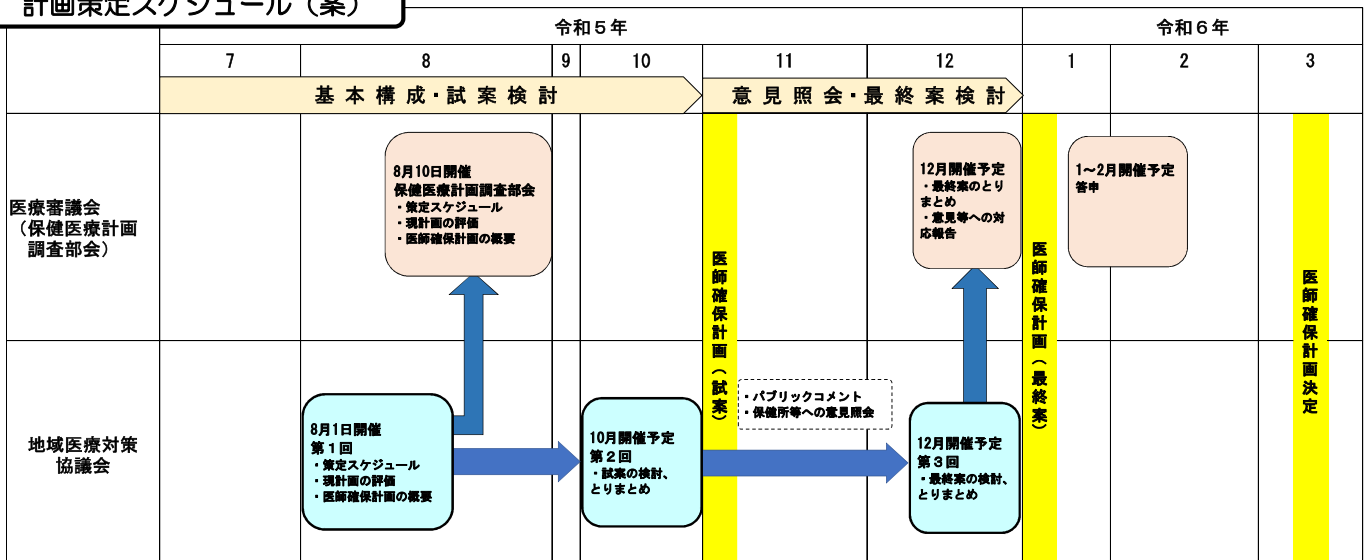 計画策定スケジュール（案）
令和５年
令和６年
7
8
9
10
11
12
1
2
3
基本構成・試案検討
意見照会・最終案検討
医療審議会
（保健医療計画
調査部会）
8月10日開催
保健医療計画調査部会
・策定スケジュール
・現計画の評価
・医師確保計画の概要
12月開催予定
・最終案のとり
まとめ
・意見等への対
応報告
1～2月開催予定
答申
医師確保計画（試案）
医師確保計画（最終案）
医師確保計画決定
地域医療対策
協議会
8月1日開催
第１回
・策定スケジュール
・現計画の評価
・医師確保計画の概要
10月開催予定
第２回
・試案の検討、
とりまとめ
・パブリックコメント
・保健所等への意見照会
12月開催予定
第３回
・最終案の検討、
とりまとめ